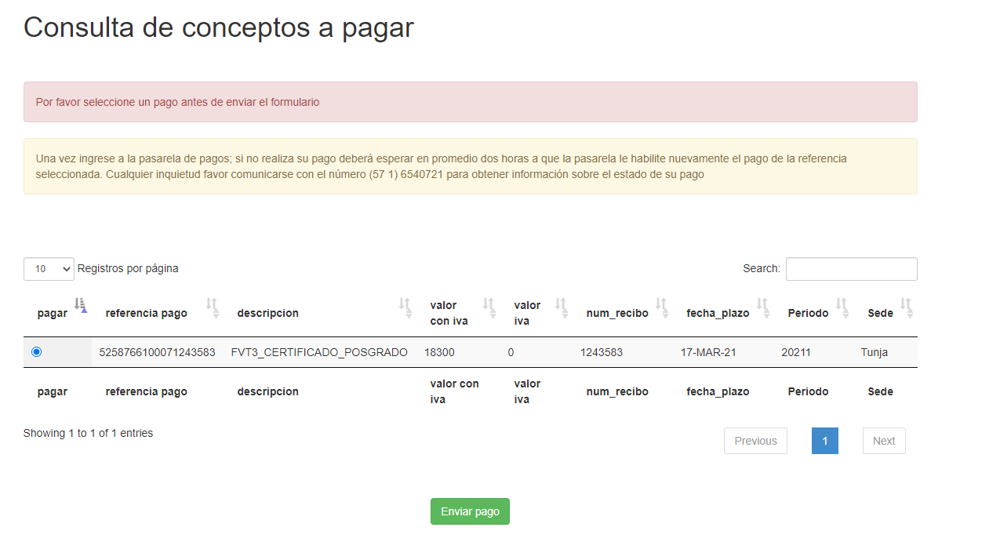 Consulta de conceptos a pagar
Por favor seleccione un pago antes de enviar el formulario
Una vez ingrese a la pasarela de pagos; si no realiza su pago deberá esperar en promedio dos horas a que la pasarela le habilite nuevamente el pago de la referencia
seleccionada. Cualquier inquietud favor comunicarse con el número (57 1) 6540721 para obtener información sobre el estado de su pago
10 Registros por página Search:
pagar referencia pago descripcion valor con iva valor iva num_recibo fecha_plazo Periodo Sede
5258766100071243583 FVT3_CERTIFICADO_POSGRADO 18300 0 1243583 17-MAR-21 20211 Tunja
pagar referencia pago descripcion valor con iva valor iva num_recibo fecha_plazo Periodo Sede
Showing 1 to 1 of 1 entries Previous 1 Next
Enviar pago